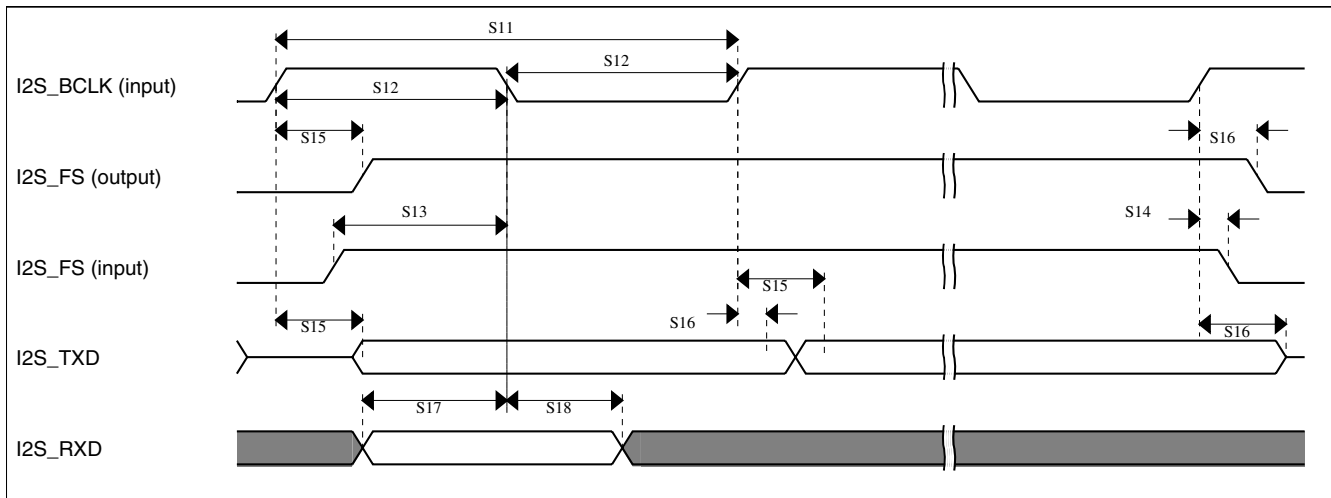 S11
S12
I2S_BCLK (input)
S12
S15
S16
I2S_FS (output)
S13
S14
I2S_FS (input)
S15
S16
S15
S16
I2S_TXD
S17
S18
I2S_RXD